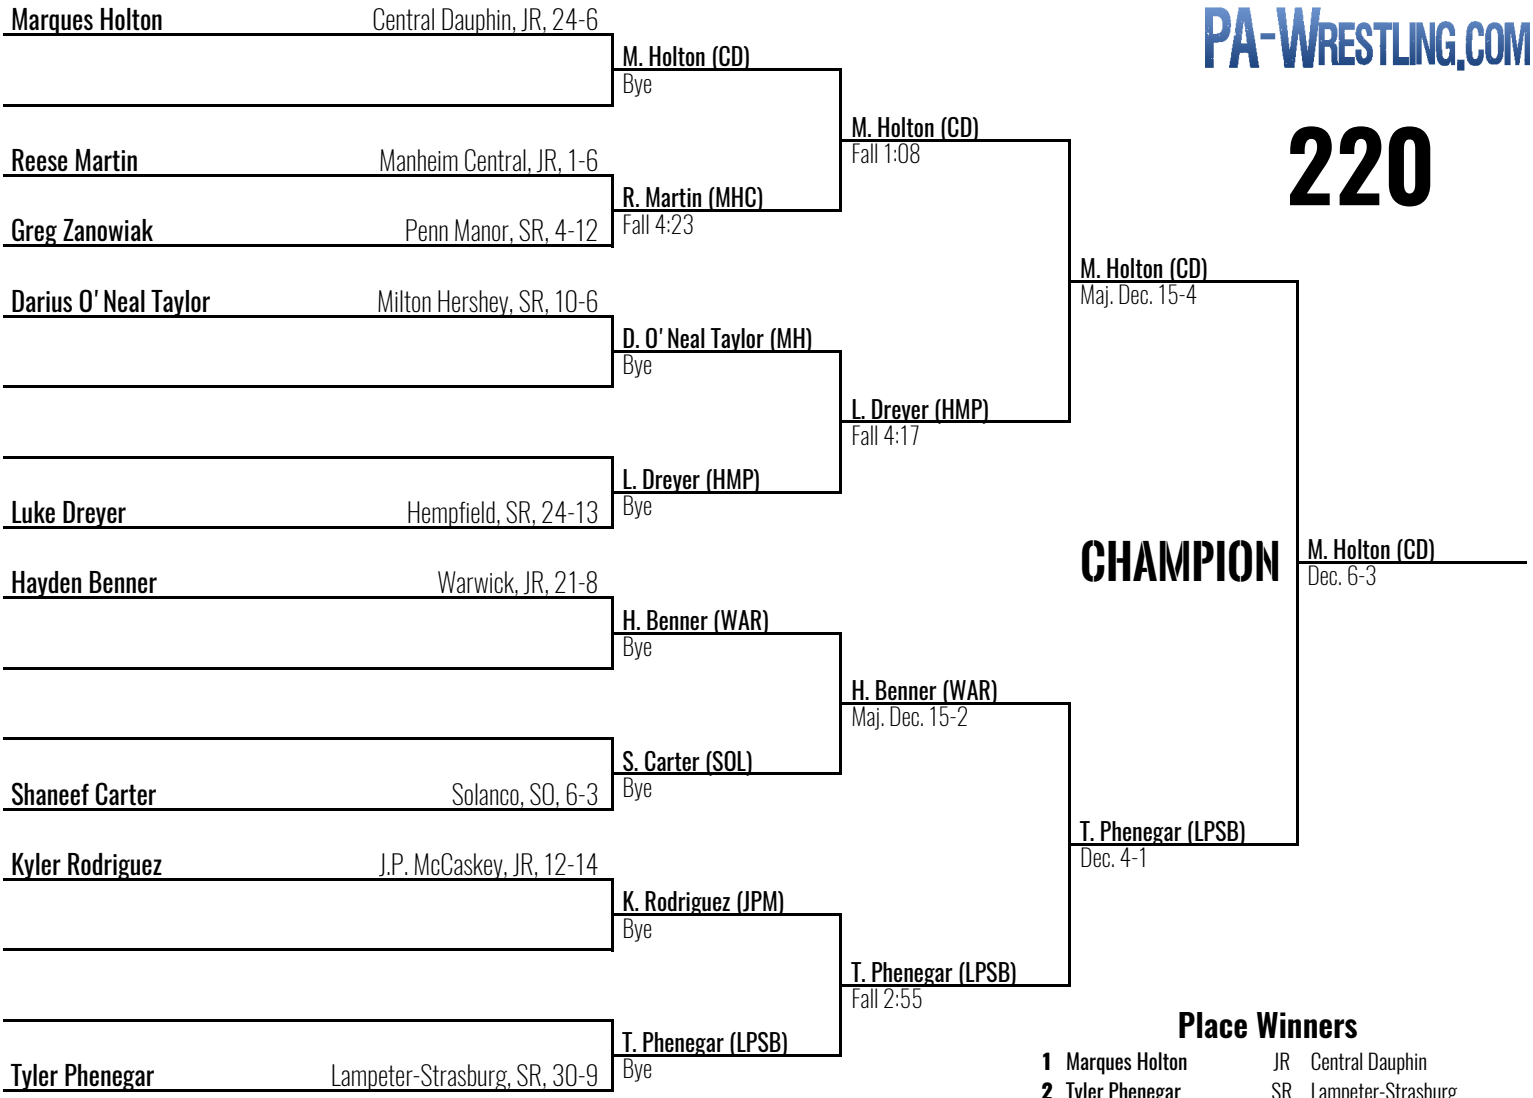 Marques Holton Central Dauphin, JR, 24-6
PA-WRESTLING.COM
M. Holton (CD)
Bye
220
M. Holton (CD)
Fall 1:08
Reese Martin Manheim Central, JR, 1-6
R. Martin (MHC)
Fall 4:23
Greg Zanowiak Penn Manor, SR, 4-12
M. Holton (CD)
Maj. Dec. 15-4
Darius O'Neal Taylor Milton Hershey, SR, 10-6
D. O'Neal Taylor (MH)
Bye
L. Dreyer (HMP)
Fall 4:17
L. Dreyer (HMP)
Bye
Luke Dreyer Hempfield, SR, 24-13
CHAMPION
M. Holton (CD)
Dec. 6-3
Hayden Benner Warwick, JR, 21-8
H. Benner (WAR)
Bye
H. Benner (WAR)
Maj. Dec. 15-2
S. Carter (SOL)
Bye
Shaneef Carter Solanco, SO, 6-3
T. Phenegar (LPSB)
Dec. 4-1
Kyler Rodriguez J.P. McCaskey, JR, 12-14
K. Rodriguez (JPM)
Bye
T. Phenegar (LPSB)
Fall 2:55
T. Phenegar (LPSB)
Bye
Tyler Phenegar Lampeter-Strasburg, SR, 30-9
Place Winners
1 Marques Holton JR Central Dauphin
2 Tyler Phenegar SR Lampeter-Strasburg